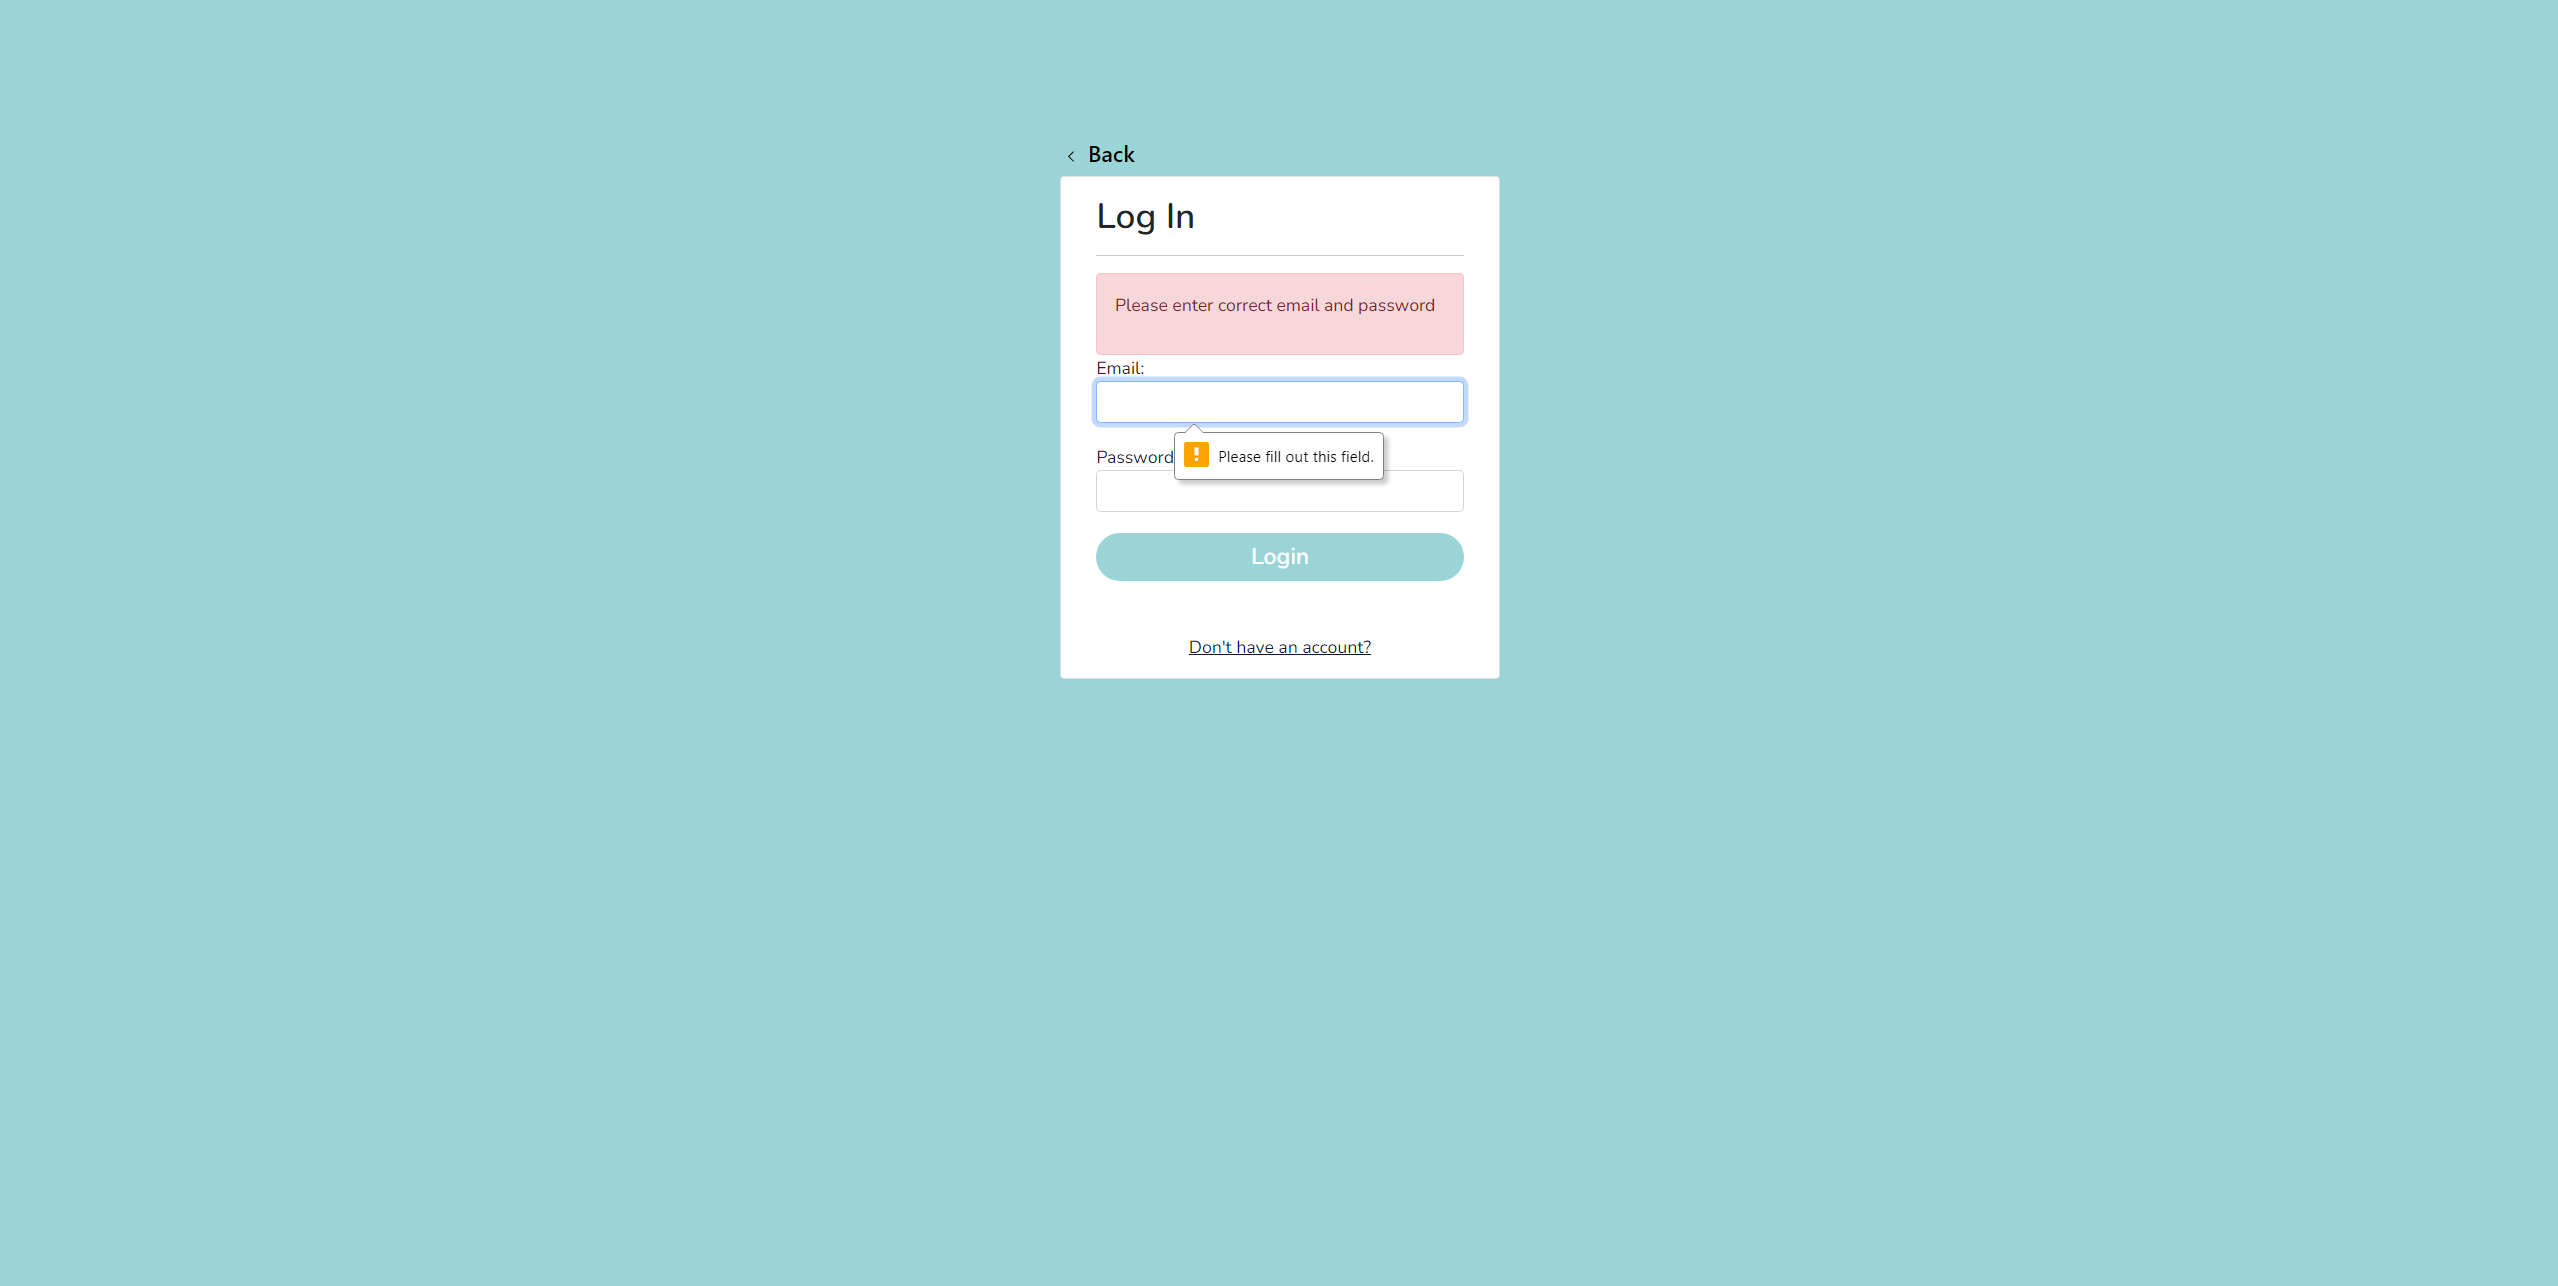 Back
Log In
Please enter correct email and password
Email:
Please fill out this field.
Password
Login
Don't have an account?